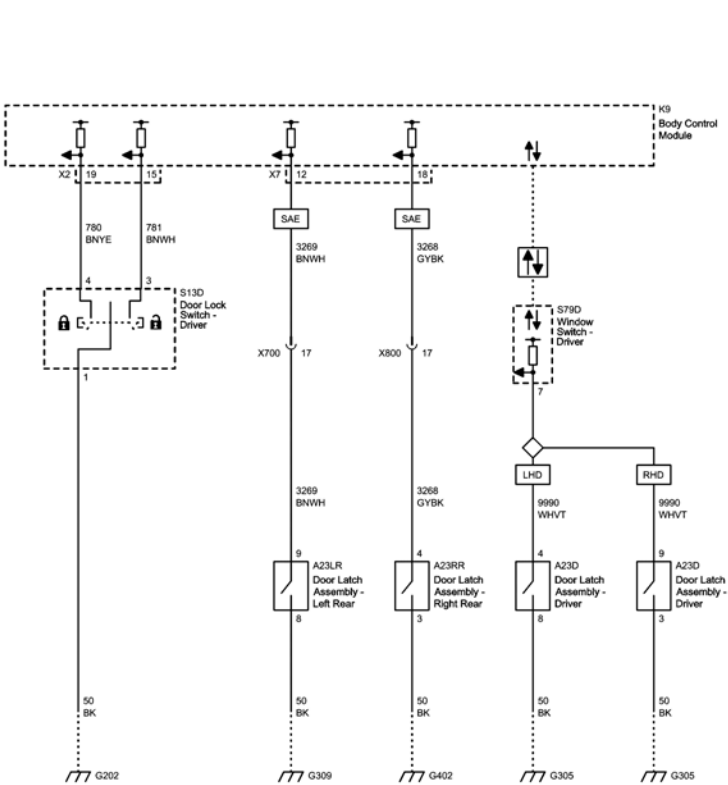 K9
Body Control
Module
X2 19 15 X7 12 18
SAE SAE
780
BNYE
781
BNWH
3269
BNWH
3268
GYBK
4 3
S13D
Door Lock
Switch -
Driver
1
S79D
Window
Switch -
Driver
7
X700 17 X800 17
LHD RHD
3269
BNWH
3268
GYBK
9990
WHVT
9990
WHVT
9 4 4 9
A23LR
Door Latch
Assembly -
Left Rear
8
A23RR
Door Latch
Assembly -
Right Rear
3
A23D
Door Latch
Assembly -
Driver
8
A23D
Door Latch
Assembly -
Driver
3
50
BK
50
BK
50
BK
50
BK
50
BK
G202 G309 G402 G305 G305